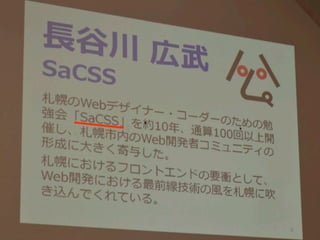 長谷川 広武
SaCSS
札幌のWebデザイナー・コーダーのための勉
強会「SaCSS」を約10年、通算100回以上開
催し、札幌市内のWeb開発者コミュニティの
形成に大きく寄与した。
札幌におけるフロントエンドの要衝として、
Web開発における最前線技術の風を札幌に吹
き込んでくれている。